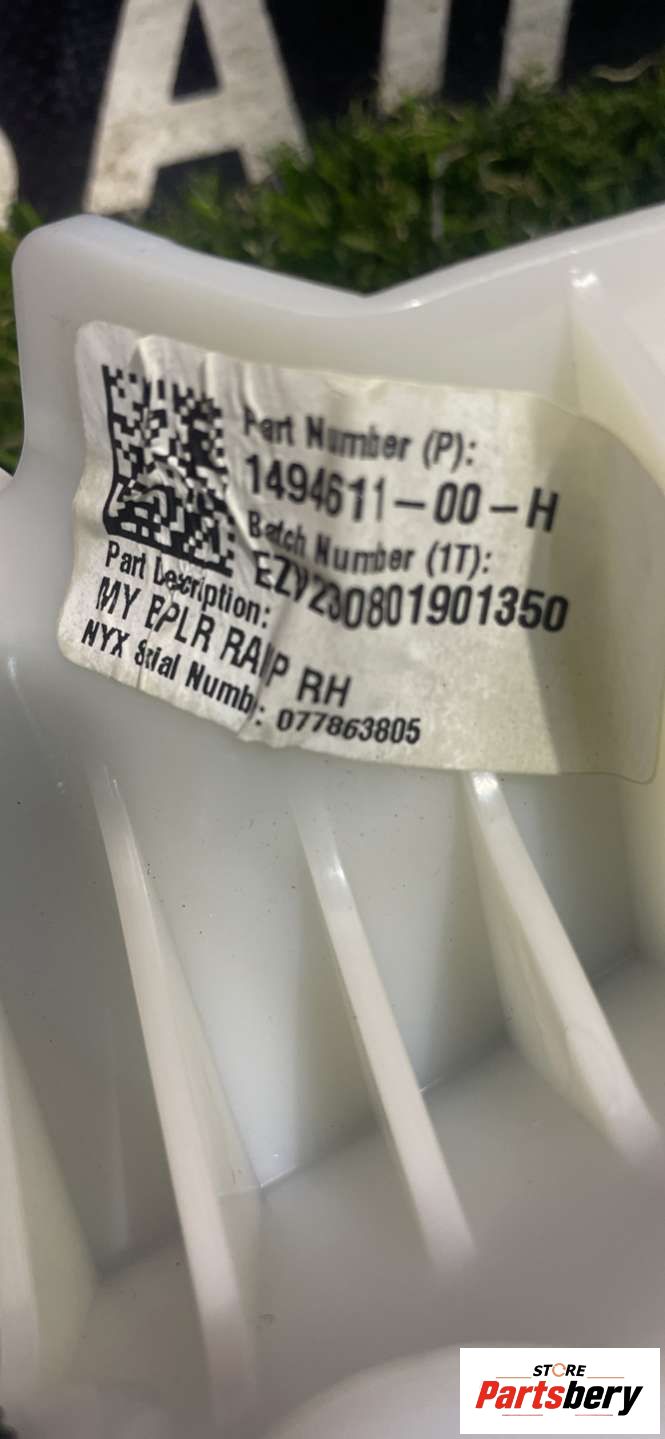 Part Number (P):
1494611-00-H
Batch Number (1T):
EZV230801901350
Part Description:
MY BPLR RAMP RH
NYX Serial Number: 077863805
STORE
Partsbery